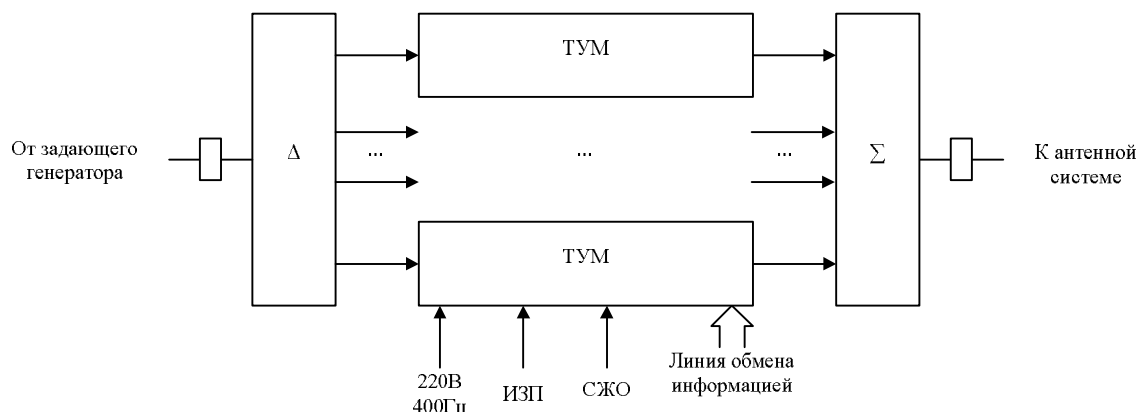 ТУМ
От задающего
генератора
Δ
...
...
...
Σ
К антенной
системе
ТУМ
220В
400Гц
ИЗП
СЖО
Линия обмена
информацией